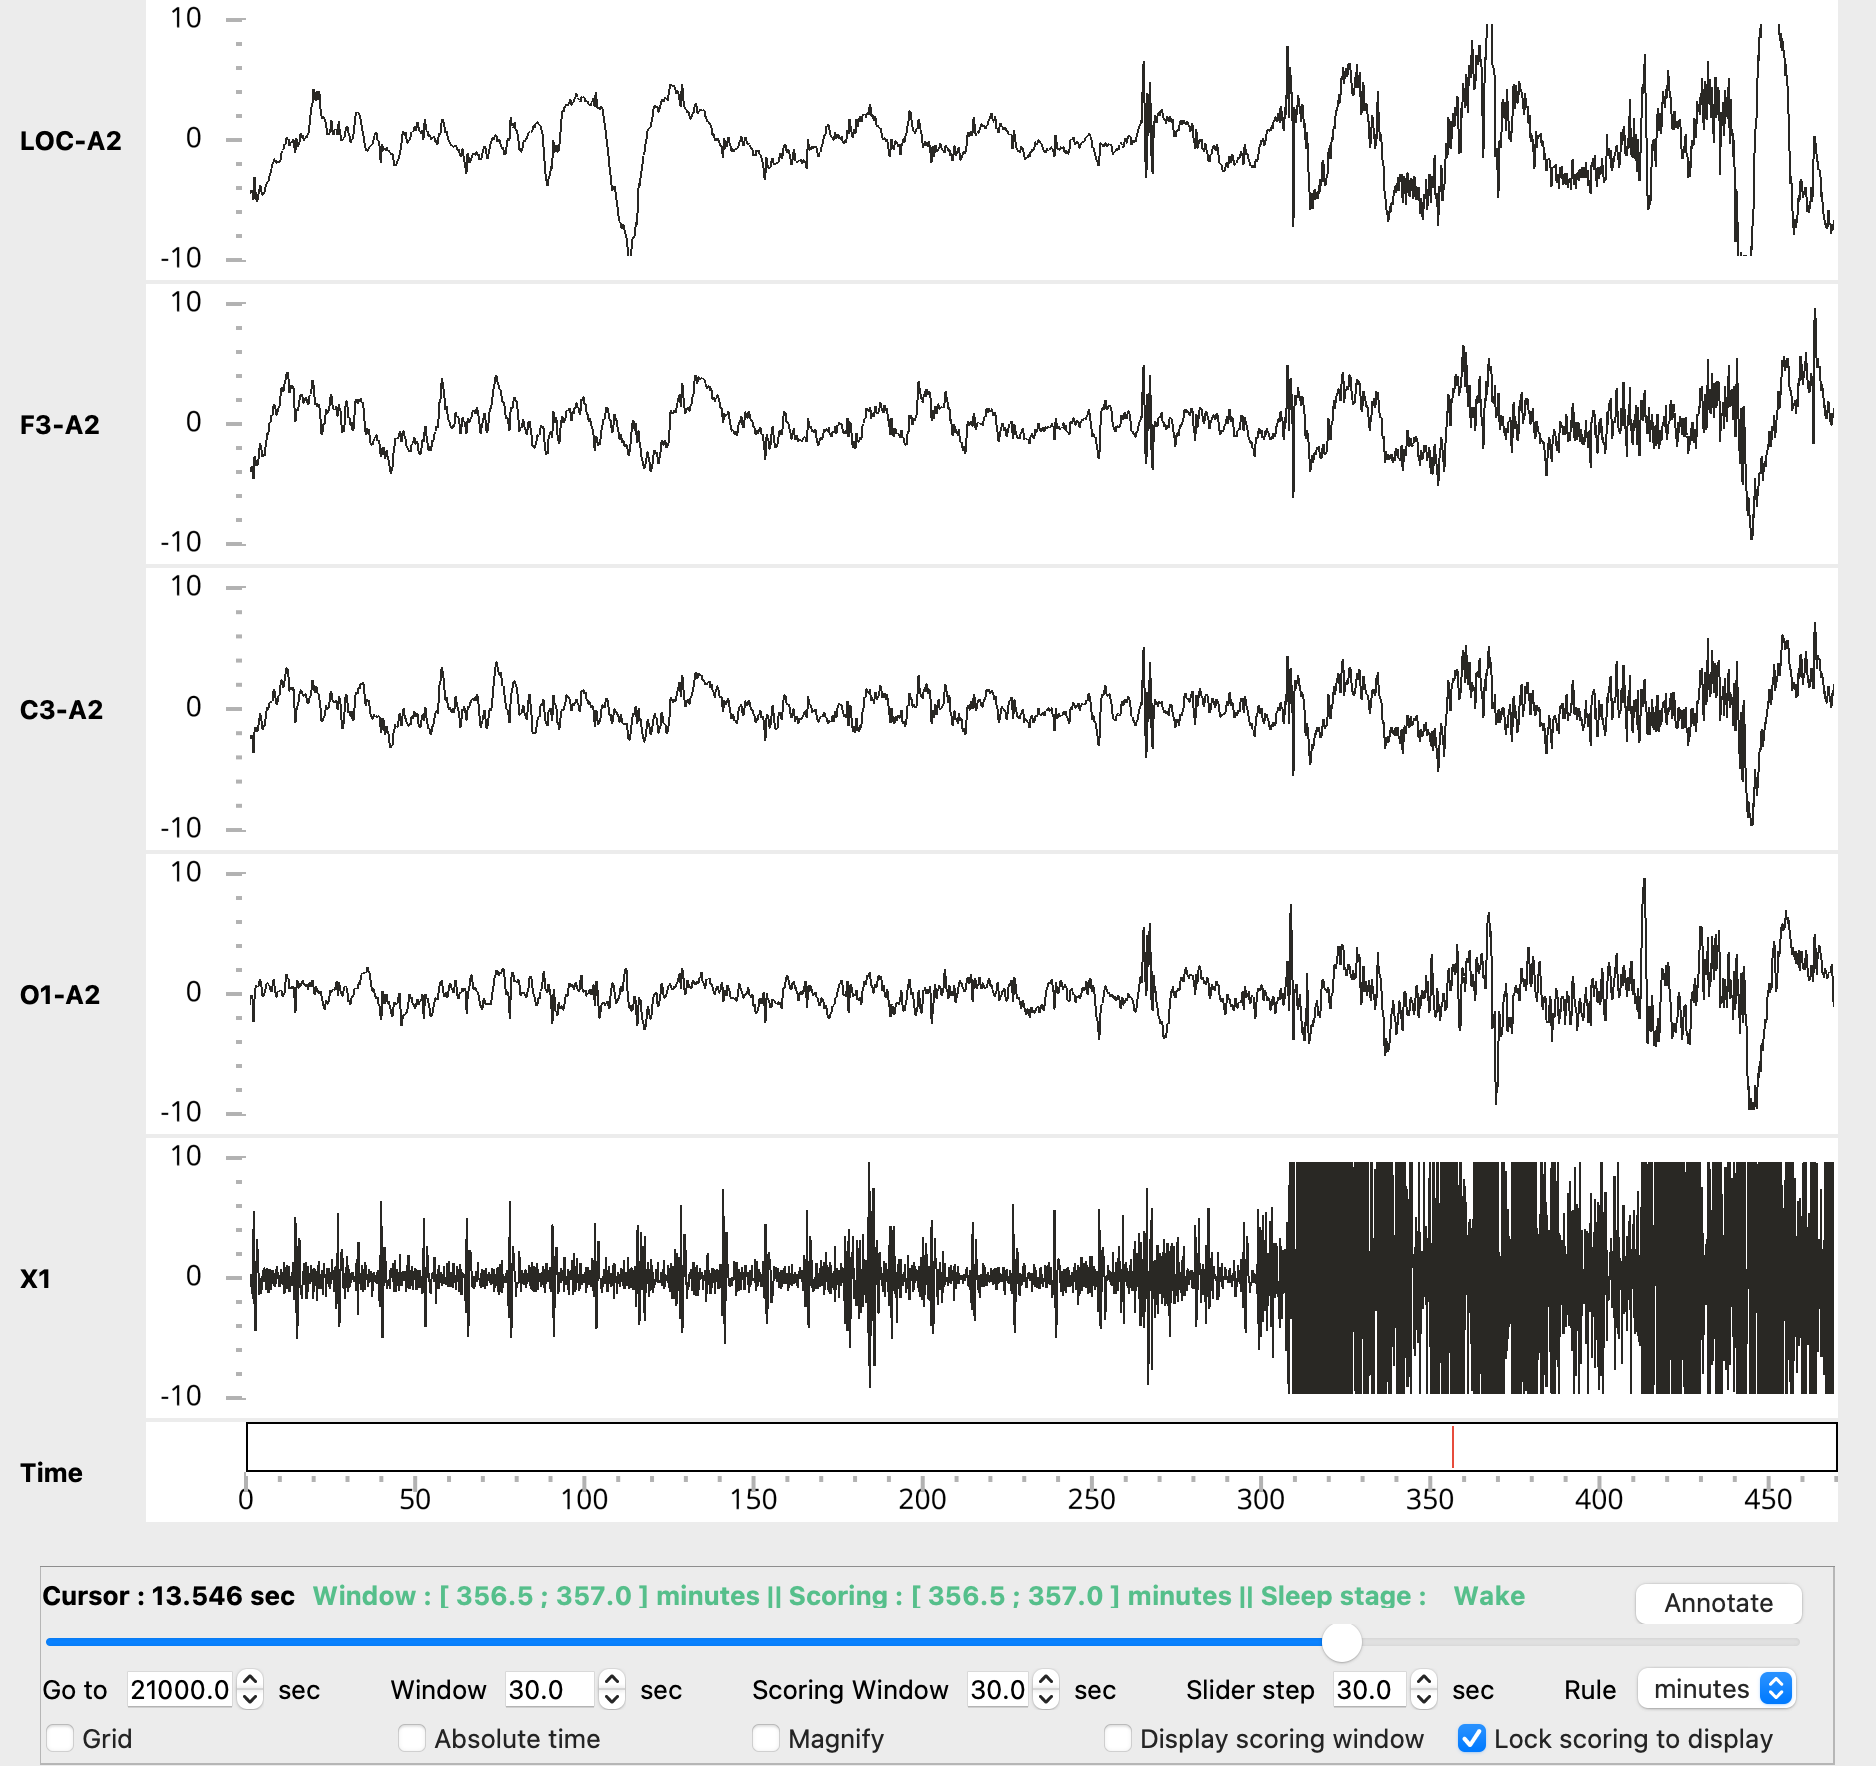 10
0
-10
LOC-A2
10
0
-10
F3-A2
10
0
-10
C3-A2
10
0
-10
O1-A2
10
0
-10
X1
Time
0 50 100 150 200 250 300 350 400 450
Cursor : 13.546 sec Window : [ 356.5 ; 357.0 ] minutes || Scoring : [ 356.5 ; 357.0 ] minutes || Sleep stage : Wake Annotate
Go to 21000.0 sec Window 30.0 sec Scoring Window 30.0 sec Slider step 30.0 sec Rule minutes
Grid Absolute time Magnify Display scoring window Lock scoring to display